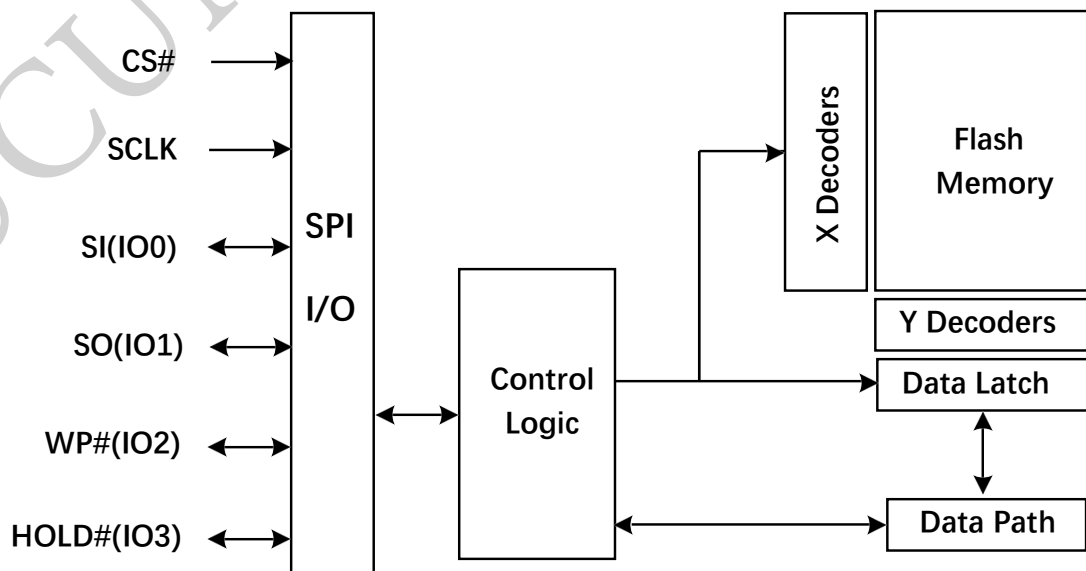 CS#
SCLK
SI(IO0)
SO(IO1)
WP#(IO2)
HOLD#(IO3)
SPI
I/O
Control
Logic
X Decoders
Flash
Memory
Y Decoders
Data Latch
Data Path